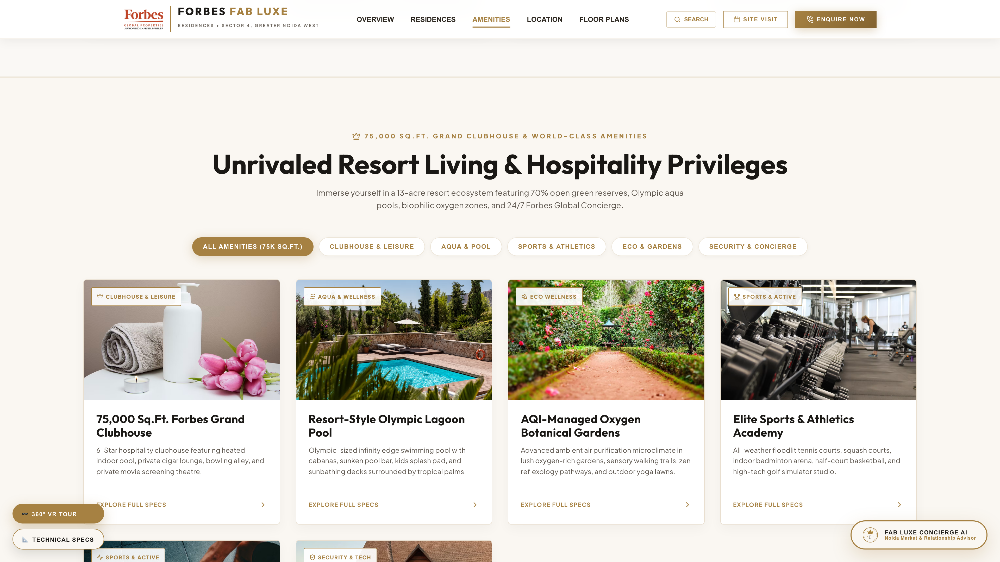 Forbes
GLOBAL PROPERTIES
AUTHORIZED CHANNEL PARTNER
FORBES FAB LUXE
RESIDENCES • SECTOR 4, GREATER NOIDA WEST
OVERVIEW
RESIDENCES
AMENITIES
LOCATION
FLOOR PLANS
SEARCH
SITE VISIT
ENQUIRE NOW
75,000 SQ.FT. GRAND CLUBHOUSE & WORLD-CLASS AMENITIES
Unrivaled Resort Living & Hospitality Privileges
Immerse yourself in a 13-acre resort ecosystem featuring 70% open green reserves, Olympic aqua
pools, biophilic oxygen zones, and 24/7 Forbes Global Concierge.
ALL AMENITIES (75K SQ.FT.)
CLUBHOUSE & LEISURE
AQUA & POOL
SPORTS & ATHLETICS
ECO & GARDENS
SECURITY & CONCIERGE
CLUBHOUSE & LEISURE
75,000 Sq.Ft. Forbes Grand
Clubhouse
6-Star hospitality clubhouse featuring heated
indoor pool, private cigar lounge, bowling alley, and
private movie screening theatre.
EXPLORE FULL SPECS
AQUA & WELLNESS
Resort-Style Olympic Lagoon
Pool
Olympic-sized infinity edge swimming pool with
cabanas, sunken pool bar, kids splash pad, and
sunbathing decks surrounded by tropical palms.
EXPLORE FULL SPECS
ECO WELLNESS
AQI-Managed Oxygen
Botanical Gardens
Advanced ambient air purification microclimate in
lush oxygen-rich gardens, sensory walking trails, zen
reflexology pathways, and outdoor yoga lawns.
EXPLORE FULL SPECS
SPORTS & ACTIVE
Elite Sports & Athletics
Academy
All-weather floodlit tennis courts, squash courts,
indoor badminton arena, half-court basketball, and
high-tech golf simulator studio.
EXPLORE FULL SPECS
360° VR TOUR
TECHNICAL SPECS
SPORTS & ACTIVE
SECURITY & TECH
F
FAB LUXE CONCIERGE AI
Noida Market & Relationship Advisor